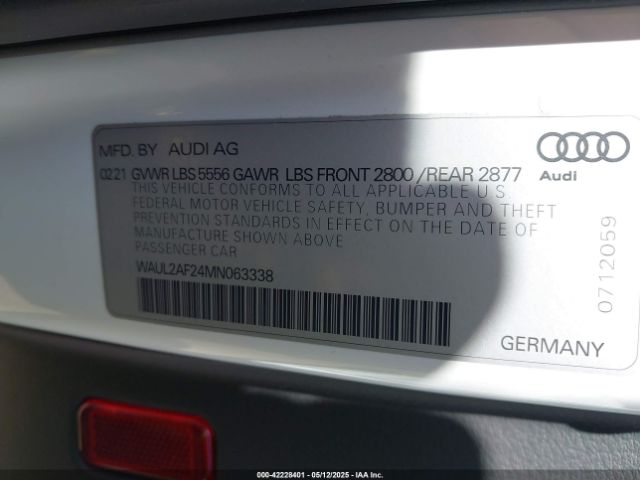 MFD. BY AUDI AG
0221 GVWR LBS 5556 GAWR LBS FRONT 2800 /REAR 2877
THIS VEHICLE CONFORMS TO ALL APPLICABLE U S
FEDERAL MOTOR VEHICLE SAFETY, BUMPER AND THEFT
PREVENTION STANDARDS IN EFFECT ON THE DATE OF
MANUFACTURE SHOWN ABOVE
PASSENGER CAR
WAUL2AF24MN063338
Audi
0712059
GERMANY
000-42228401 - 05/12/2025 - IAAI, Inc.